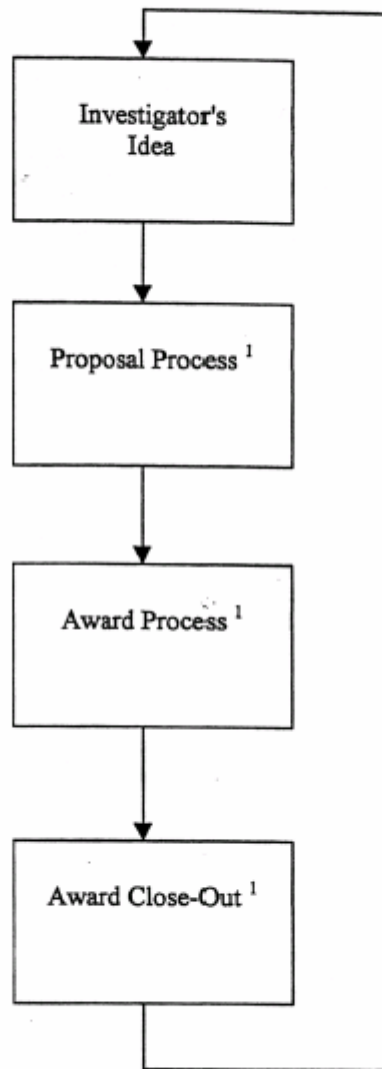 Investigator's
Idea
Proposal Process ¹
Award Process ¹
Award Close-Out ¹